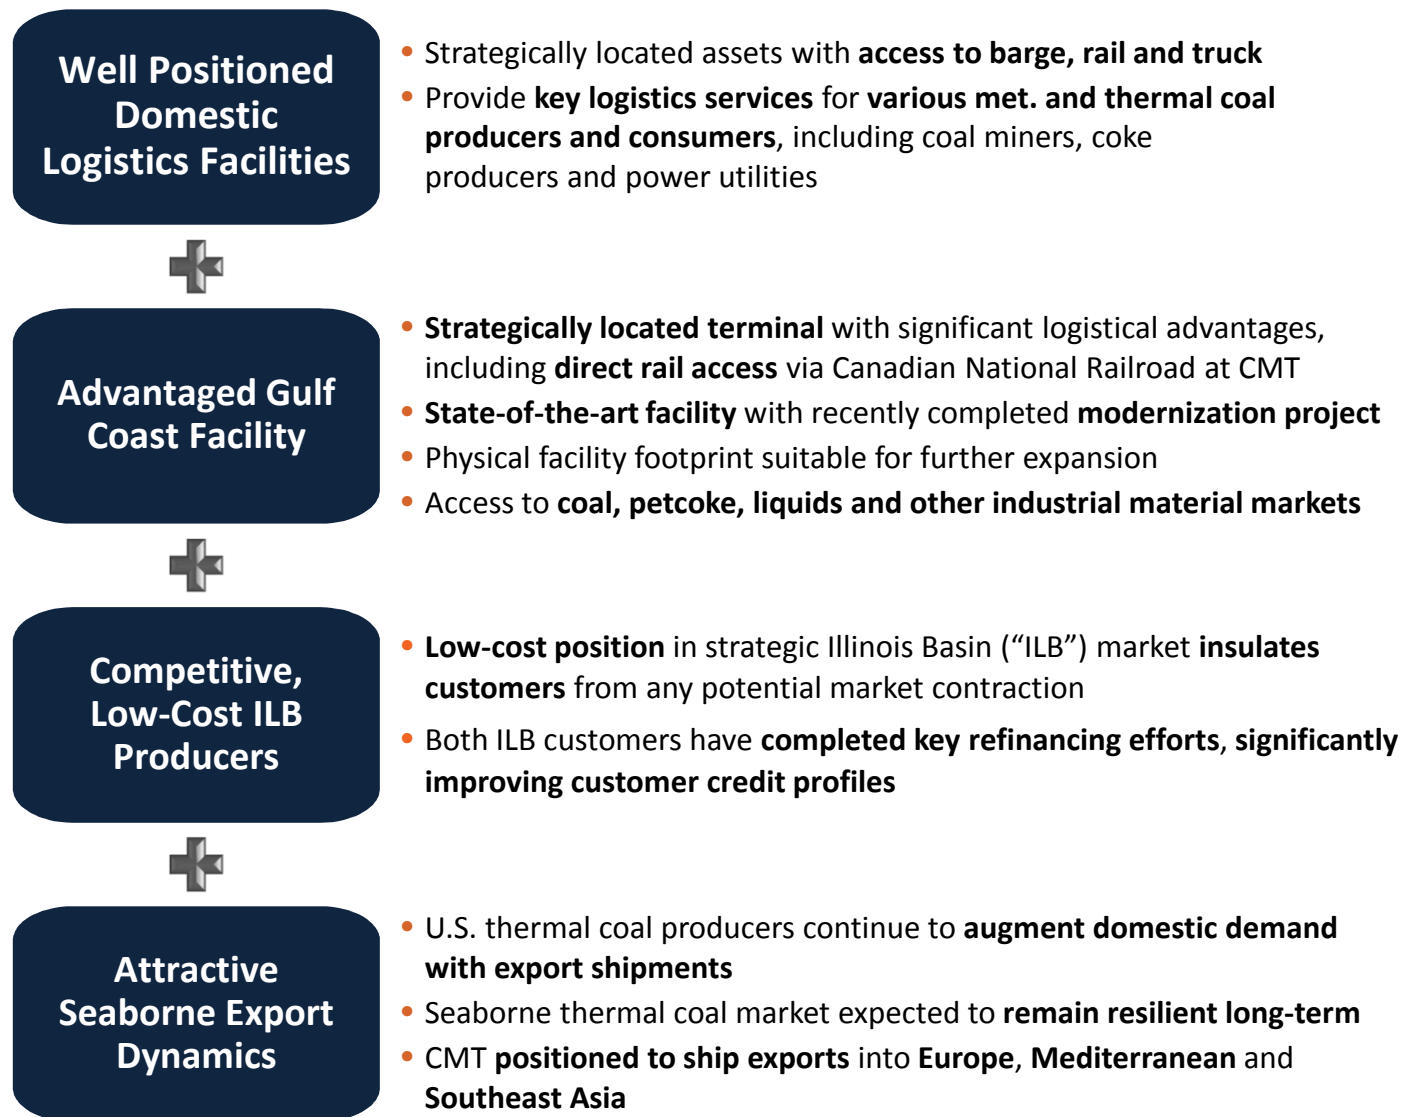 Well Positioned
Domestic
Logistics Facilities
• Strategically located assets with access to barge, rail and truck
• Provide key logistics services for various met. and thermal coal
producers and consumers, including coal miners, coke
producers and power utilities
Advantaged Gulf
Coast Facility
• Strategically located terminal with significant logistical advantages,
including direct rail access via Canadian National Railroad at CMT
• State-of-the-art facility with recently completed modernization project
• Physical facility footprint suitable for further expansion
• Access to coal, petcoke, liquids and other industrial material markets
Competitive,
Low-Cost ILB
Producers
• Low-cost position in strategic Illinois Basin (“ILB”) market insulates
customers from any potential market contraction
• Both ILB customers have completed key refinancing efforts, significantly
improving customer credit profiles
Attractive
Seaborne Export
Dynamics
• U.S. thermal coal producers continue to augment domestic demand
with export shipments
• Seaborne thermal coal market expected to remain resilient long-term
• CMT positioned to ship exports into Europe, Mediterranean and
Southeast Asia